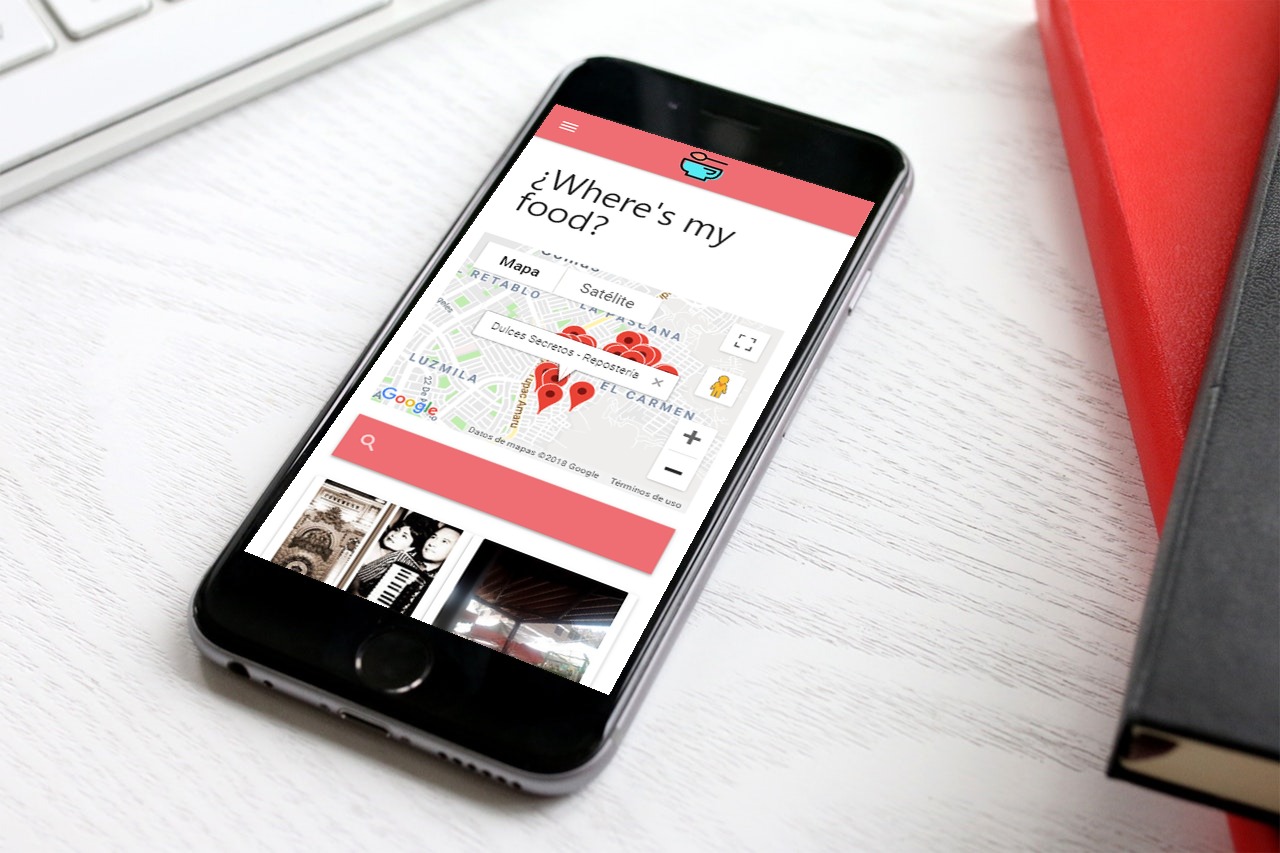 ¿Where's my
food?
Mapa
Satélite
RETABLO
LA PASCANA
Dulces Secretos - Repostería
LUZMILA
EL CARMEN
Tupac Amaru
Google
Datos de mapas ©2018 Google
Términos de uso